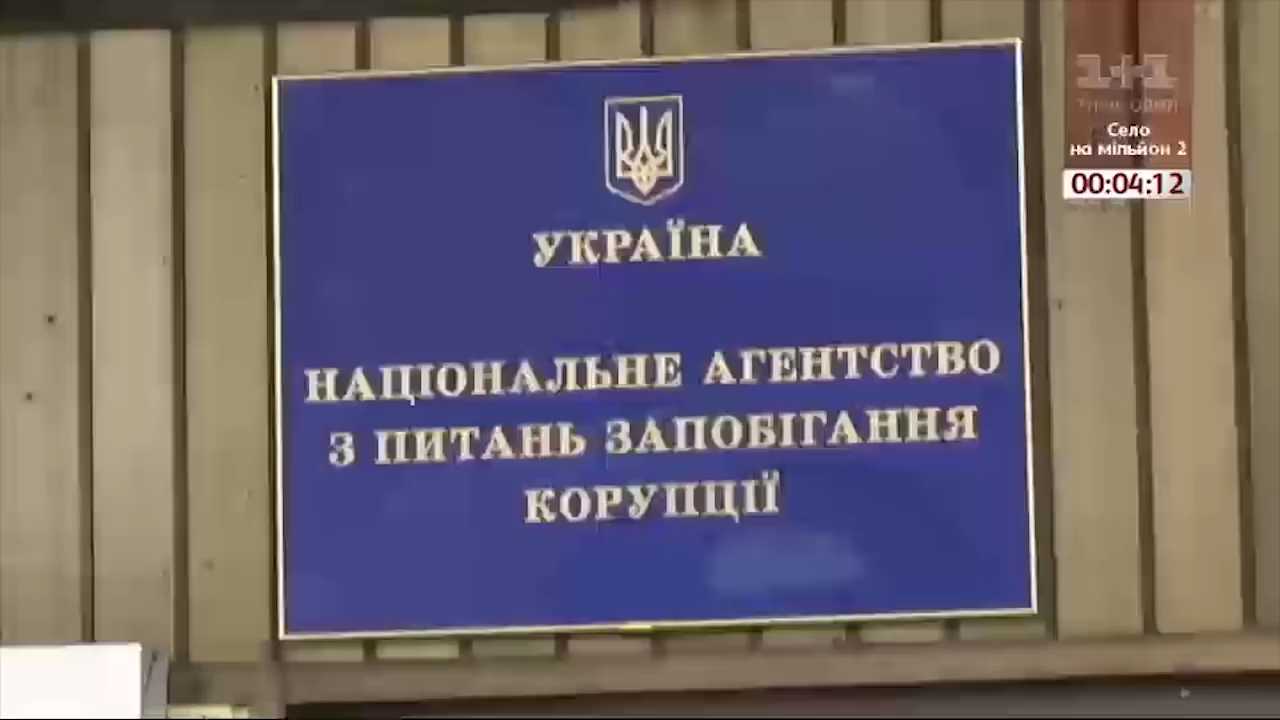 УКРАЇНА
НАЦІОНАЛЬНЕ АГЕНТСТВО
З ПИТАНЬ ЗАПОБІГАННЯ
КОРУПЦІЇ
1+1
Село
на мільйон 2
00:04:12